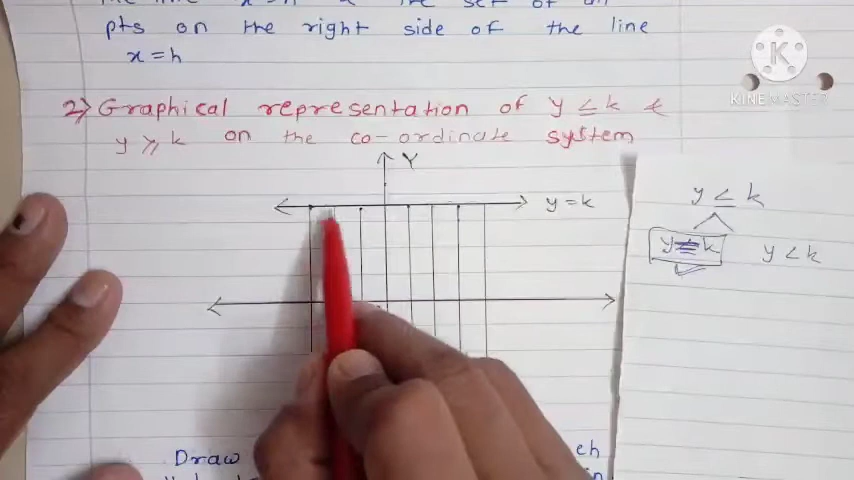 pts on the right side of the line
x = h
2> Graphical representation of y ≤ k &
y ≥ k on the co-ordinate system
Y
y = k
y ≤ k
y = k y < k
Draw
KINEMASTER